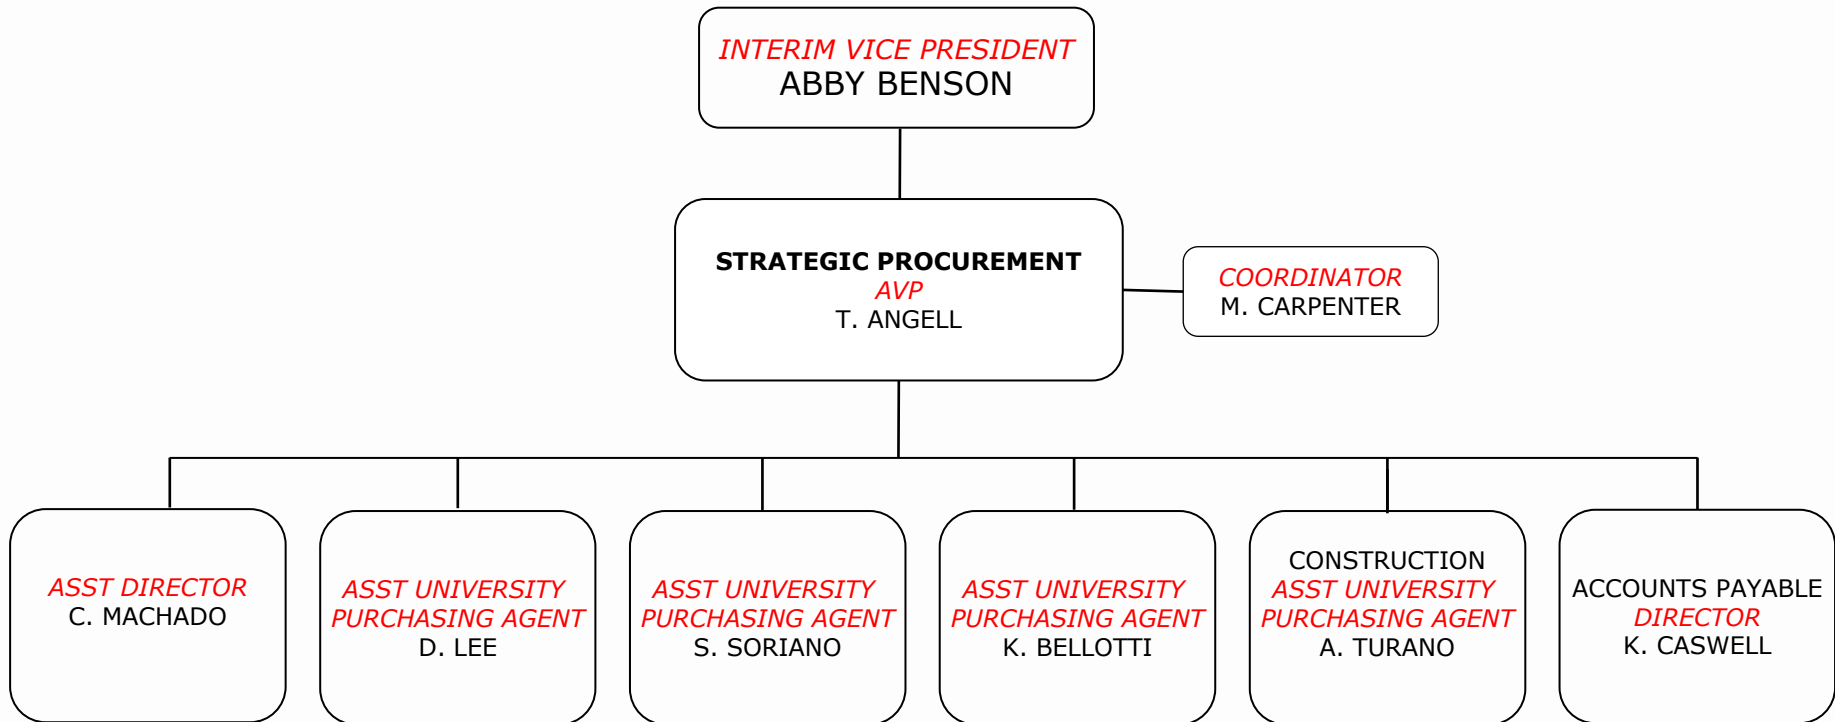 INTERIM VICE PRESIDENT
ABBY BENSON
STRATEGIC PROCUREMENT
AVP
T. ANGELL
COORDINATOR
M. CARPENTER
ASST DIRECTOR
C. MACHADO
ASST UNIVERSITY
PURCHASING AGENT
D. LEE
ASST UNIVERSITY
PURCHASING AGENT
S. SORIANO
ASST UNIVERSITY
PURCHASING AGENT
K. BELLOTTI
CONSTRUCTION
ASST UNIVERSITY
PURCHASING AGENT
A. TURANO
ACCOUNTS PAYABLE
DIRECTOR
K. CASWELL